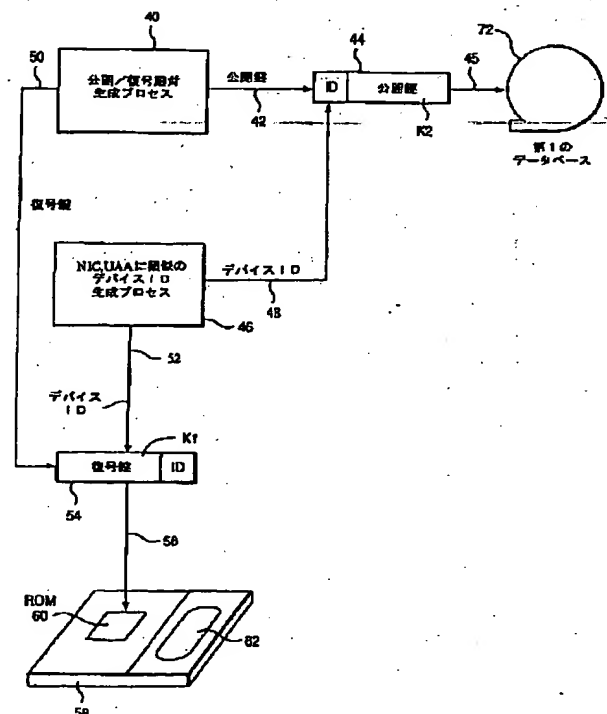 40
50
公開／復号鍵対
生成プロセス
公開鍵
42
44
ID
公開鍵
K2
45
72
第1の
データベース
復号鍵
NIC,UAAに類似の
デバイスID
生成プロセス
デバイスID
48
46
52
デバイス
ID
K1
復号鍵
ID
54
56
ROM
60
62
58